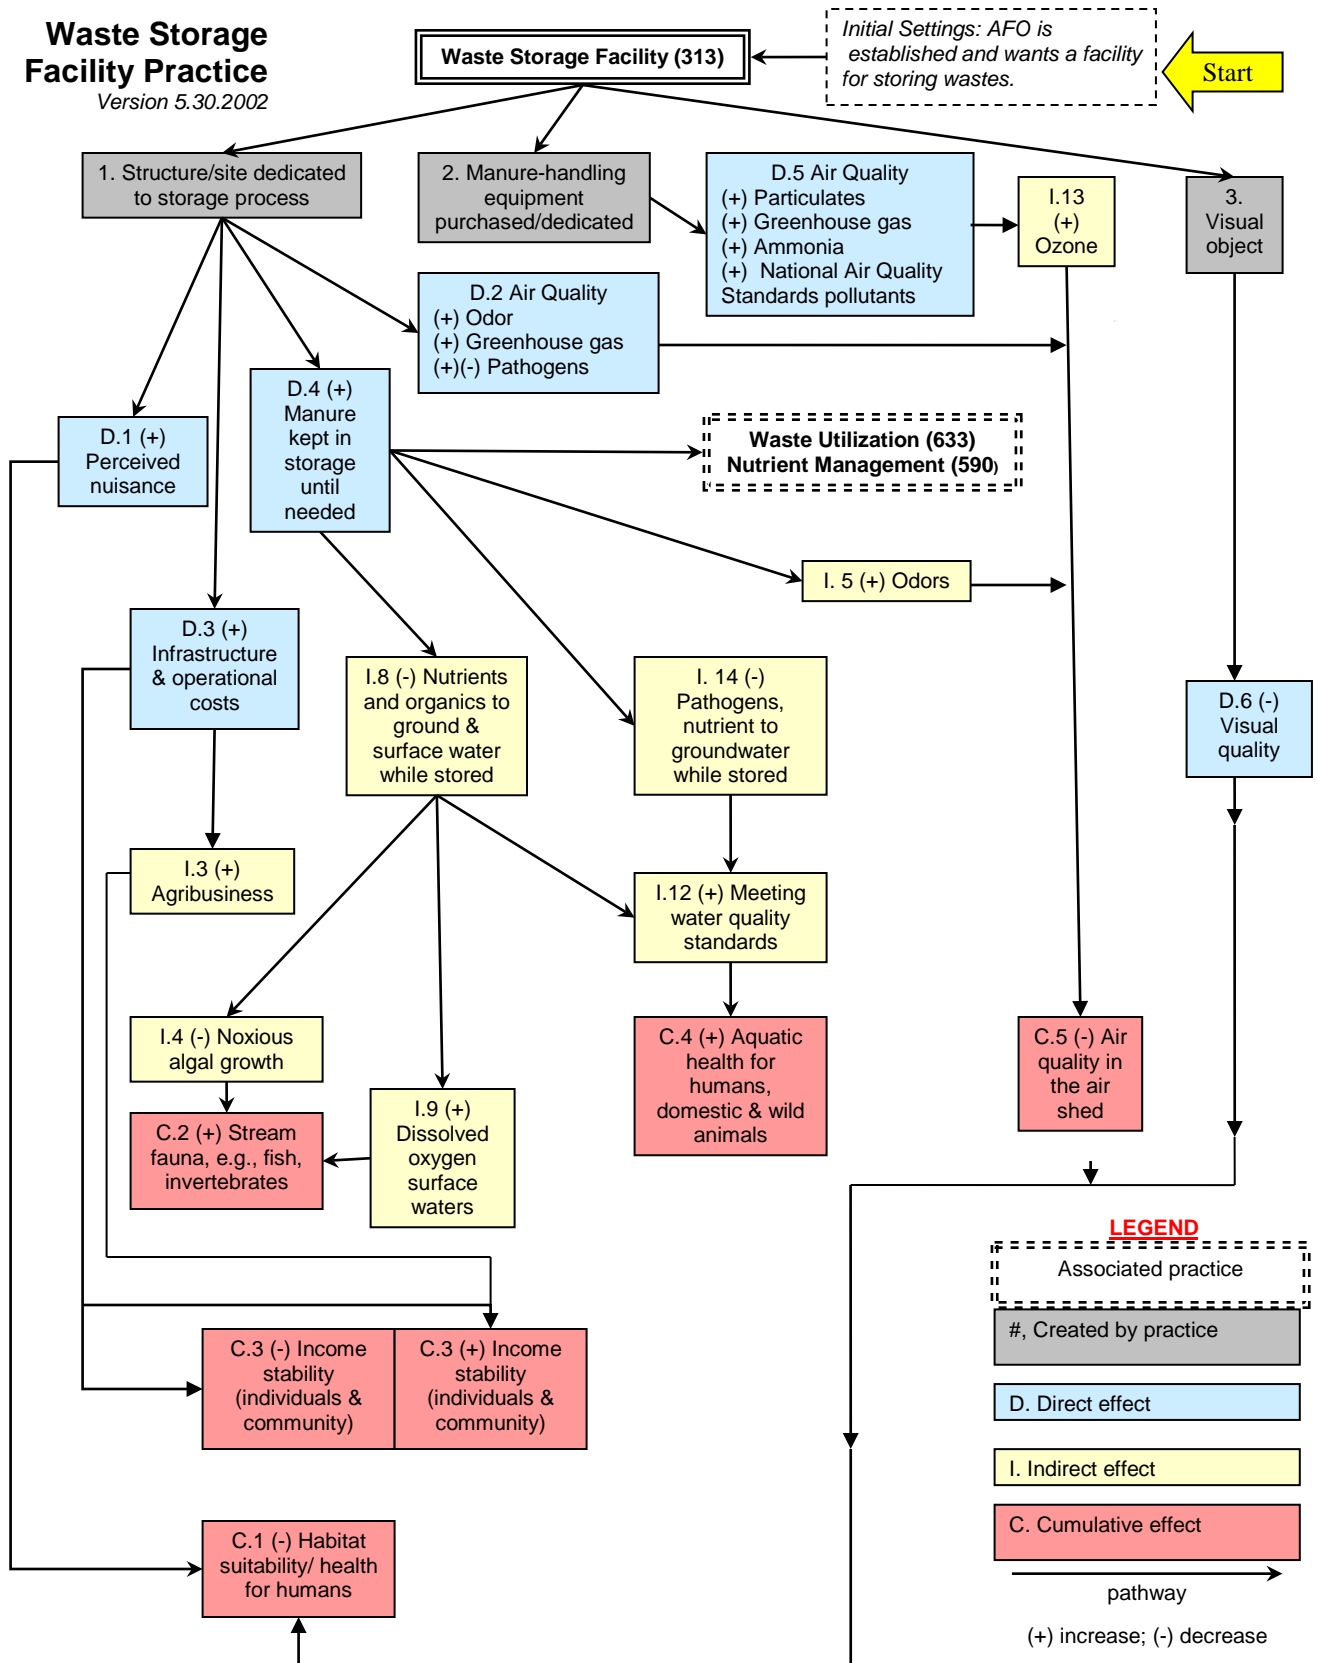 Waste Storage
Facility Practice
Version 5.30.2002
Waste Storage Facility (313)
Initial Settings: AFO is
established and wants a facility
for storing wastes.
Start
1. Structure/site dedicated
to storage process
2. Manure-handling
equipment
purchased/dedicated
D.5 Air Quality
(+) Particulates
(+) Greenhouse gas
(+) Ammonia
(+) National Air Quality
Standards pollutants
I.13
(+)
Ozone
3.
Visual
object
D.2 Air Quality
(+) Odor
(+) Greenhouse gas
(+)(-) Pathogens
D.4 (+)
Manure
kept in
storage
until
needed
D.1 (+)
Perceived
nuisance
Waste Utilization (633)
Nutrient Management (590)
I. 5 (+) Odors
D.3 (+)
Infrastructure
& operational
costs
I.8 (-) Nutrients
and organics to
ground &
surface water
while stored
I. 14 (-)
Pathogens,
nutrient to
groundwater
while stored
D.6 (-)
Visual
quality
I.3 (+)
Agribusiness
I.12 (+) Meeting
water quality
standards
I.4 (-) Noxious
algal growth
C.4 (+) Aquatic
health for
humans,
domestic & wild
animals
C.5 (-) Air
quality in
the air
shed
C.2 (+) Stream
fauna, e.g., fish,
invertebrates
I.9 (+)
Dissolved
oxygen
surface
waters
C.3 (-) Income
stability
(individuals &
community)
C.3 (+) Income
stability
(individuals &
community)
C.1 (-) Habitat
suitability/ health
for humans
LEGEND
Associated practice
#, Created by practice
D. Direct effect
I. Indirect effect
C. Cumulative effect
pathway
(+) increase; (-) decrease